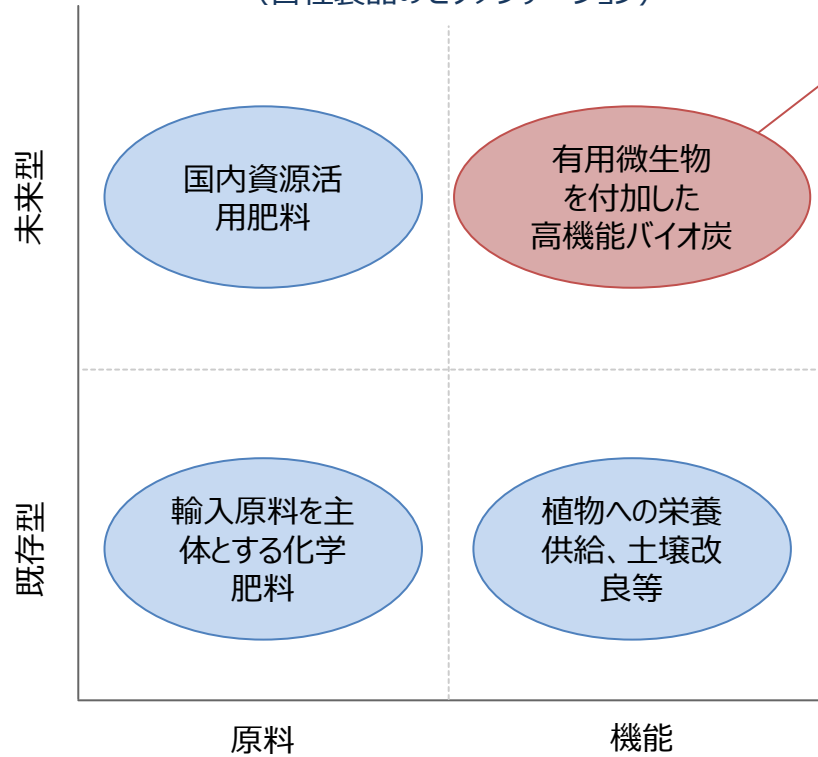 未来型
国内資源活
用肥料
有用微生物
を付加した
高機能バイオ炭
既存型
輸入原料を主
体とする化学
肥料
植物への栄養
供給、土壌改
良等
原料
機能